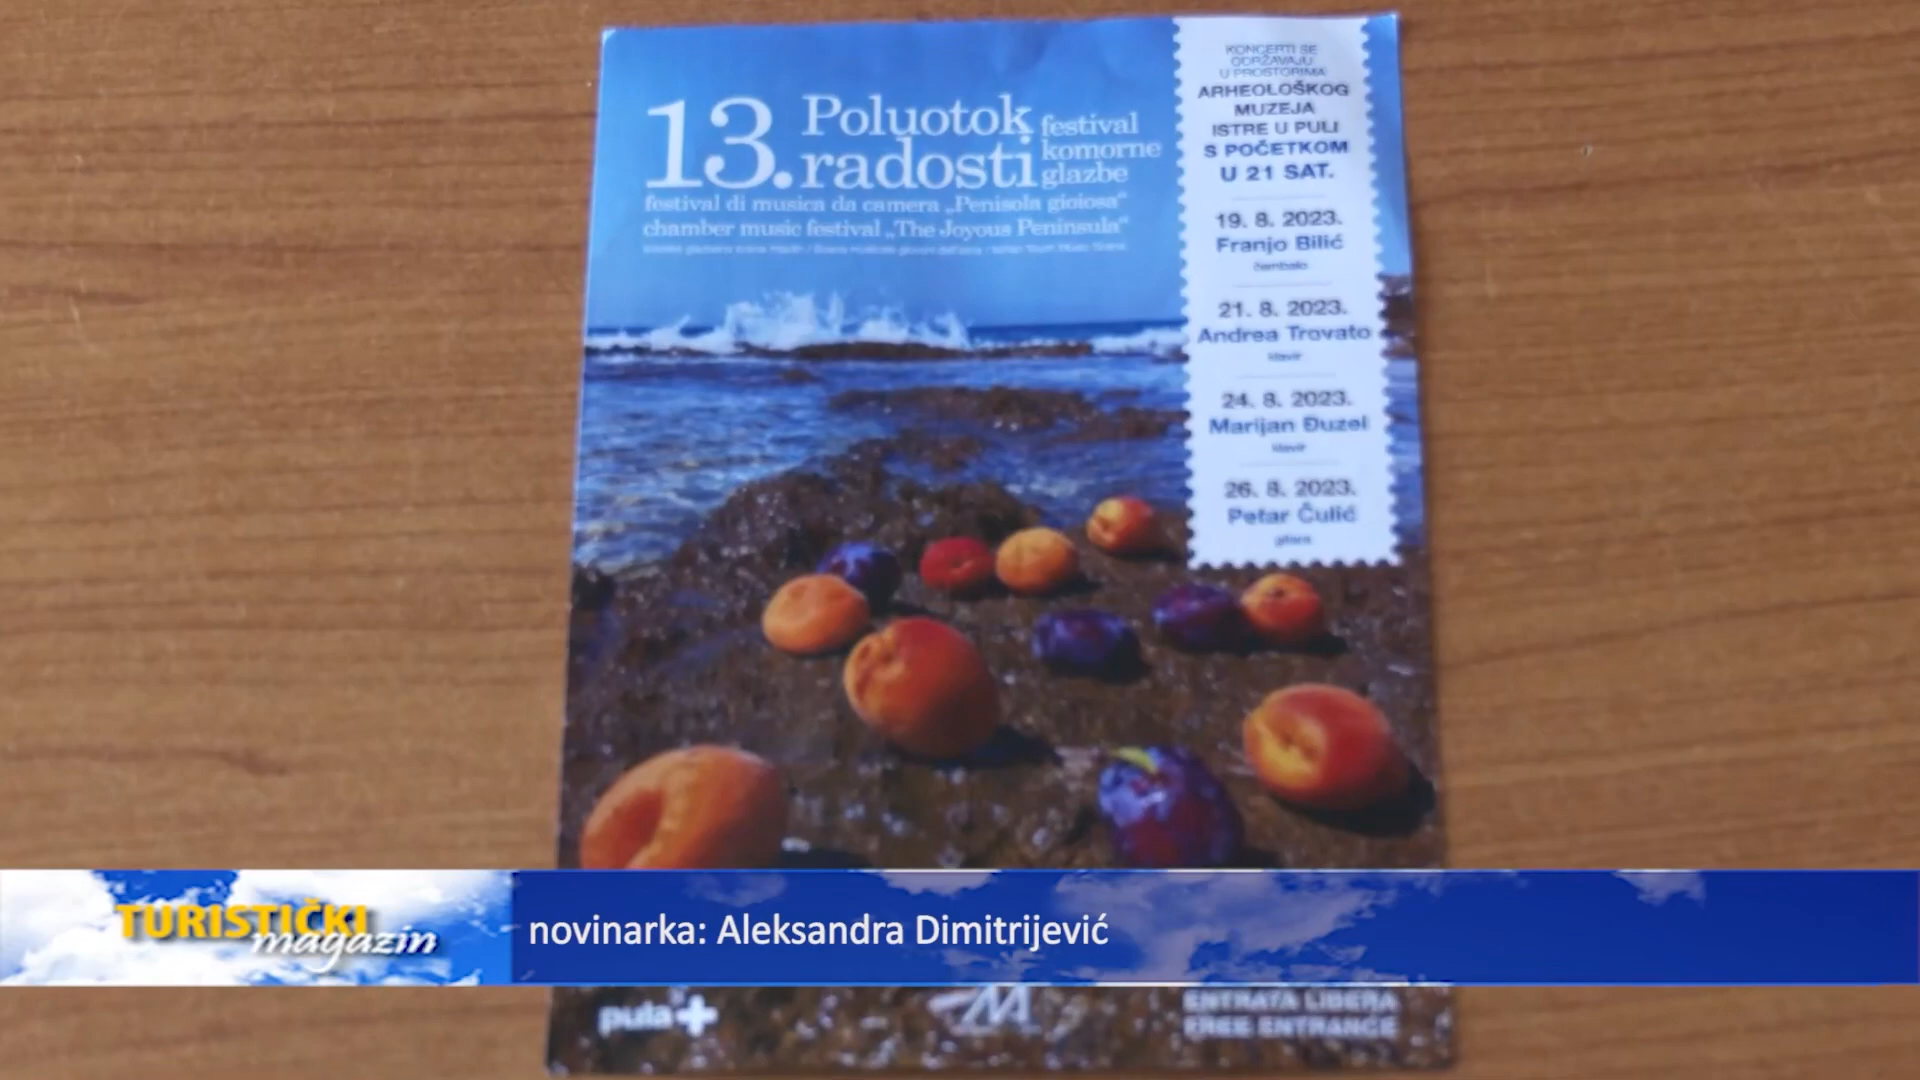 13. Poluotok radosti
festival
komorne
glazbe
festival di musica da camera „Penisola gioiosa“
chamber music festival „The Joyous Peninsula“
KONCERTI SE
ODRŽAVAJU
U PROSTORIMA
ARHEOLOŠKOG
MUZEJA
ISTRE U PULI
S POČETKOM
U 21 SAT.
19. 8. 2023.
Franjo Bilić
čembalo
21. 8. 2023.
Andrea Trovato
klavir
24. 8. 2023.
Marijan Đuzel
klavir
26. 8. 2023.
Petar Čulić
gitara
TURISTIČKI
magazin
novinarka: Aleksandra Dimitrijević
pula+
ENTRATA LIBERA
FREE ENTRANCE